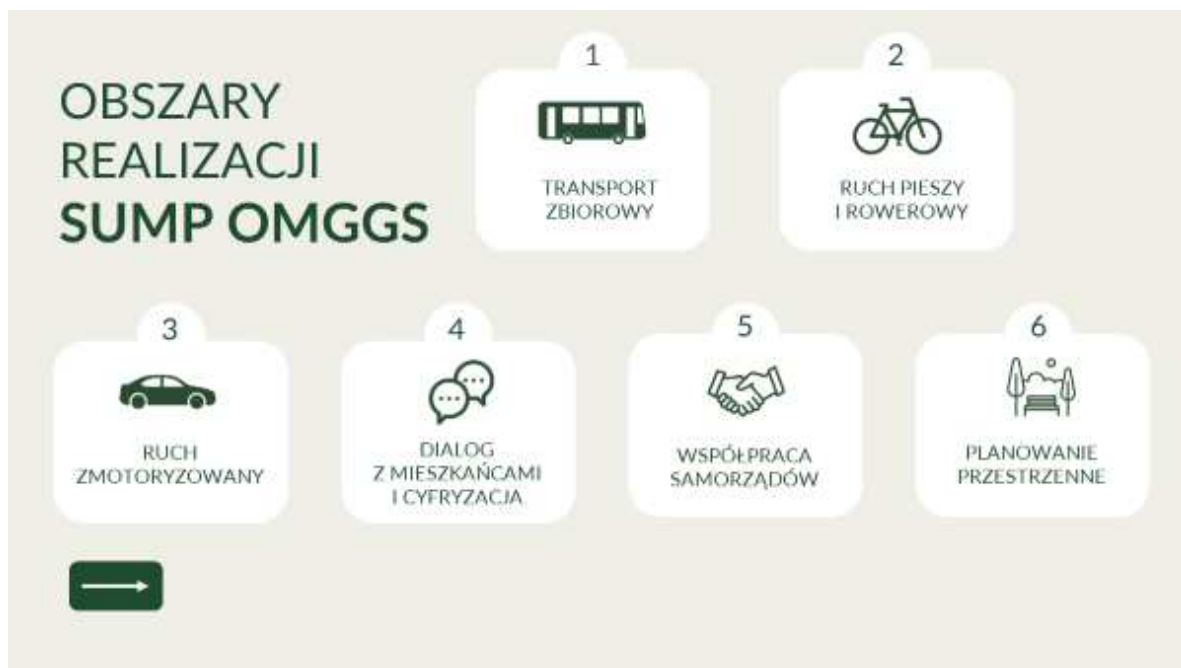 OBSZARY
REALIZACJI
SUMP OMGGS
1
TRANSPORT
ZBIOROWY
2
RUCH PIESZY
I ROWEROWY
3
RUCH
ZMOTORYZOWANY
4
DIALOG
Z MIESZKAŃCAMI
I CYFRYZACJA
5
WSPÓŁPRACA
SAMORZĄDÓW
6
PLANOWANIE
PRZESTRZENNE